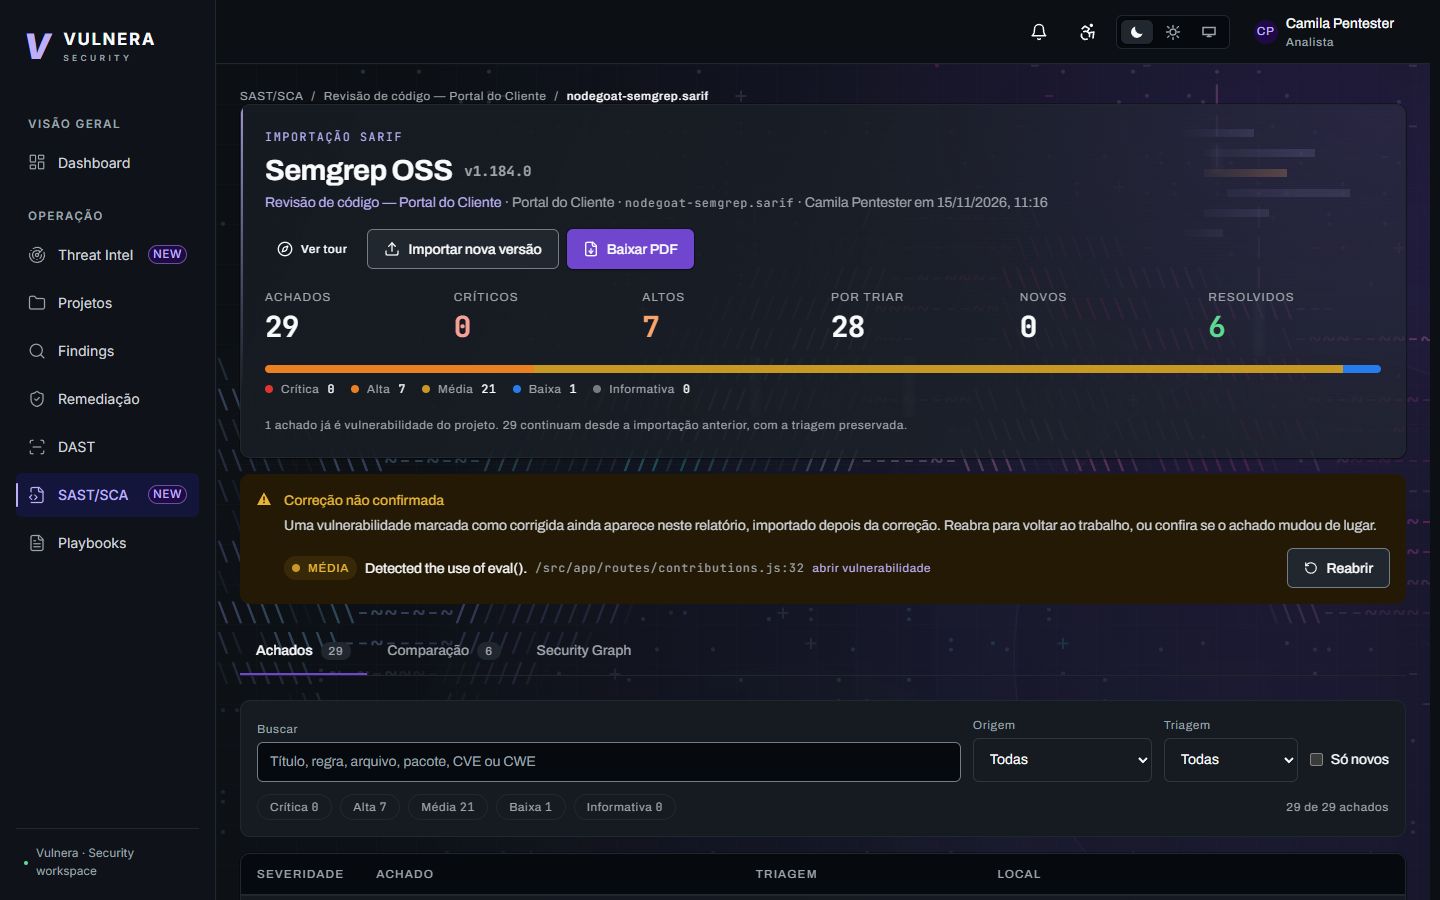 VULNERA
SECURITY
Camila Pentester
CP
Analista
VISÃO GERAL
Dashboard
OPERAÇÃO
Threat Intel NEW
Projetos
Findings
Remediação
DAST
SAST/SCA NEW
Playbooks
Vulnera · Security
workspace
SAST/SCA / Revisão de código — Portal do Cliente / nodegoat-semgrep.sarif
IMPORTAÇÃO SARIF
Semgrep OSS v1.184.0
Revisão de código — Portal do Cliente · Portal do Cliente · nodegoat-semgrep.sarif · Camila Pentester em 15/11/2026, 11:16
Ver tour Importar nova versão Baixar PDF
ACHADOS CRÍTICOS ALTOS POR TRIAR NOVOS RESOLVIDOS
29 0 7 28 0 6
Crítica 0 Alta 7 Média 21 Baixa 1 Informativa 0
1 achado já é vulnerabilidade do projeto. 29 continuam desde a importação anterior, com a triagem preservada.
Correção não confirmada
Uma vulnerabilidade marcada como corrigida ainda aparece neste relatório, importado depois da correção. Reabra para voltar ao trabalho, ou confira se o achado mudou de lugar.
MÉDIA Detected the use of eval(). /src/app/routes/contributions.js:32 abrir vulnerabilidade Reabrir
Achados 29 Comparação 6 Security Graph
Buscar Origem Triagem
Título, regra, arquivo, pacote, CVE ou CWE Todas Todas Só novos
Crítica 0 Alta 7 Média 21 Baixa 1 Informativa 0 29 de 29 achados
SEVERIDADE ACHADO TRIAGEM LOCAL